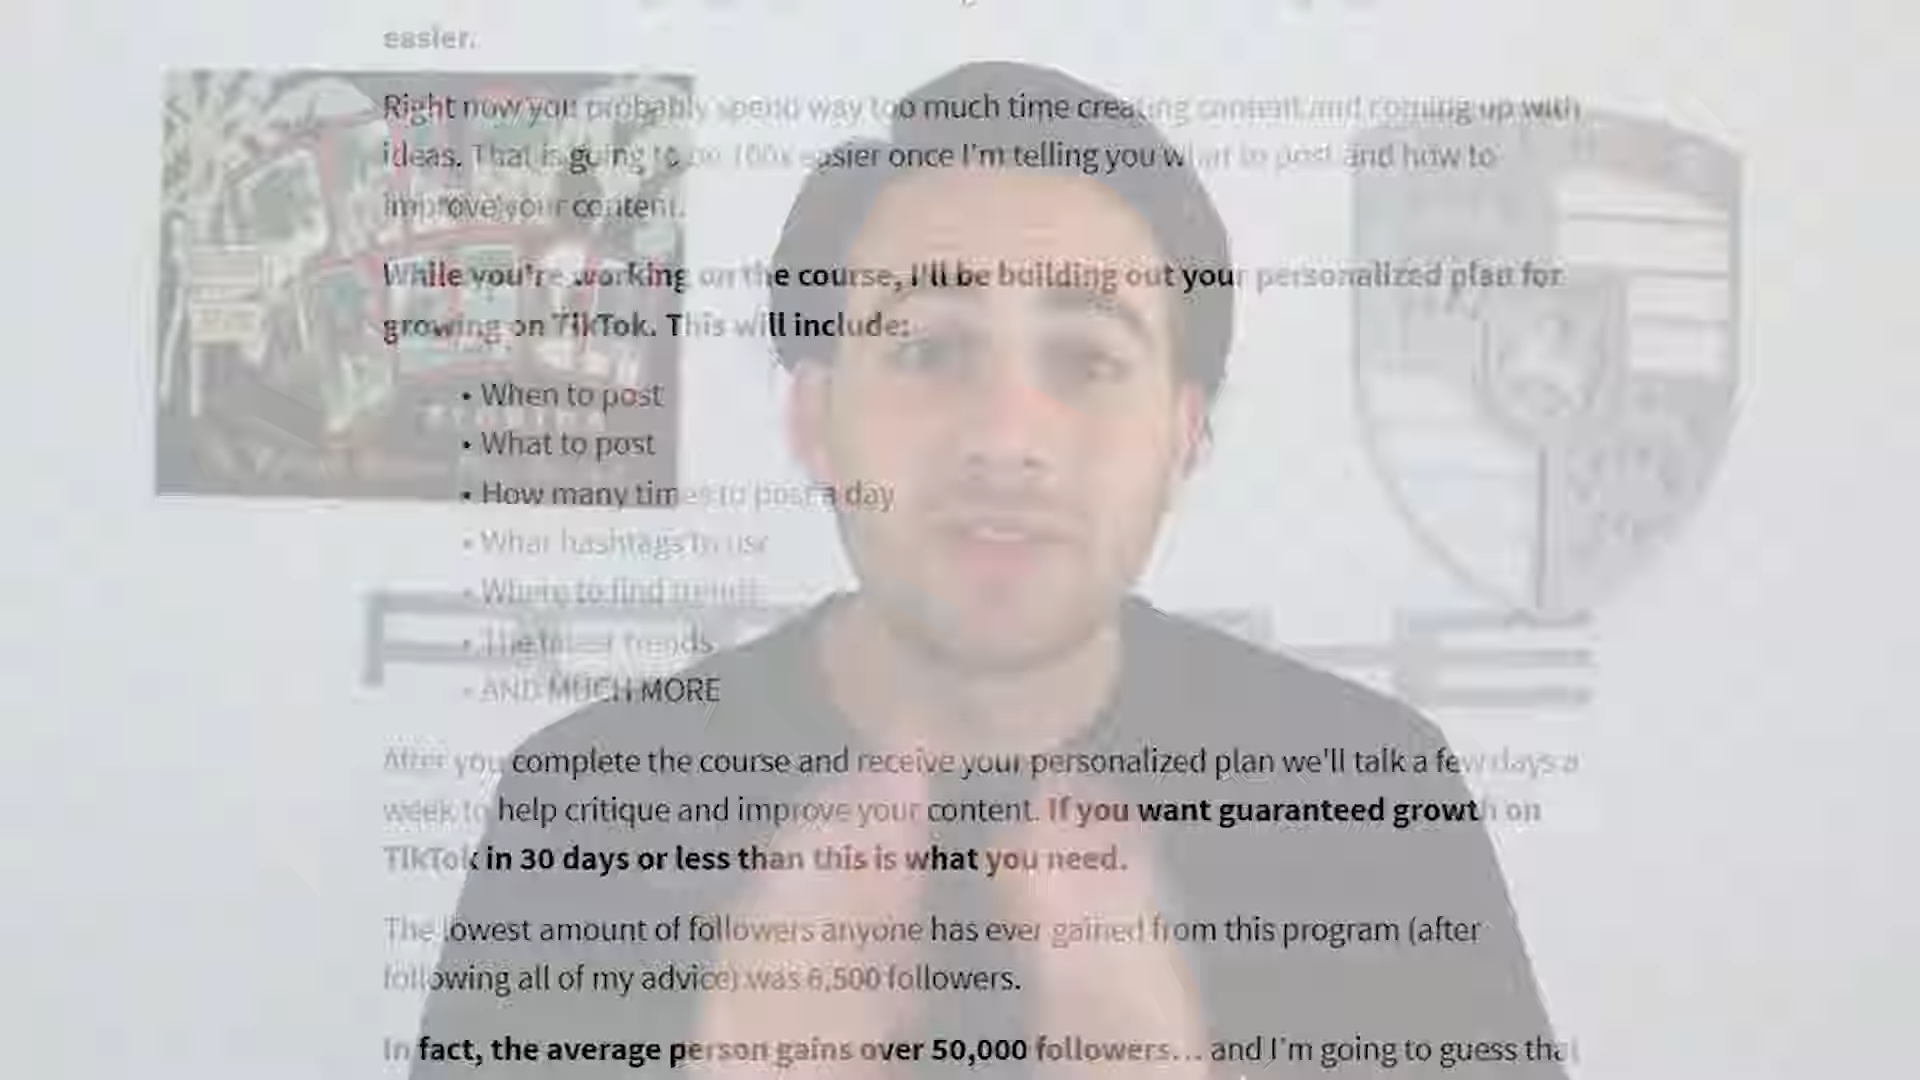 easier.
Right now you probably spend way too much time creating content and coming up with
ideas. That is going to be 100x easier once I'm telling you what to post and how to
improve your content.
While you're working on the course, I'll be building out your personalized plan for
growing on TikTok. This will include:
• When to post
• What to post
• How many times to post a day
• What hashtags to use
• Where to find trends
• The latest trends
• AND MUCH MORE
After you complete the course and receive your personalized plan we'll talk a few days a
week to help critique and improve your content. If you want guaranteed growth on
TikTok in 30 days or less than this is what you need.
The lowest amount of followers anyone has ever gained from this program (after
following all of my advice) was 6,500 followers.
In fact, the average person gains over 50,000 followers... and I'm going to guess that